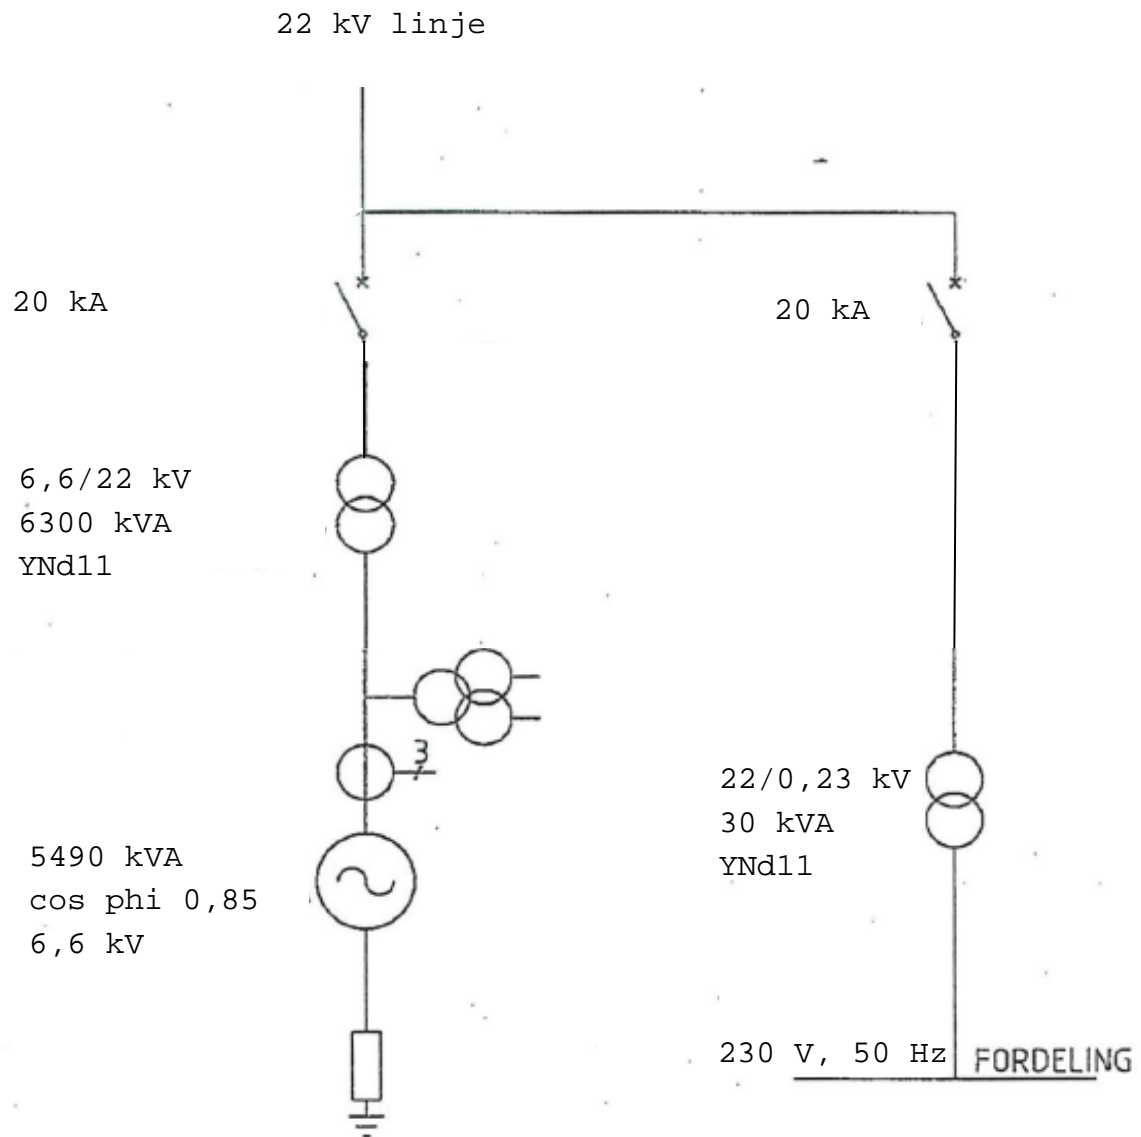 22 kV linje
20 kA
20 kA
6,6/22 kV
6300 kVA
YNd11
3
22/0,23 kV
30 kVA
YNd11
5490 kVA
cos phi 0,85
6,6 kV
230 V, 50 Hz
FORDELING